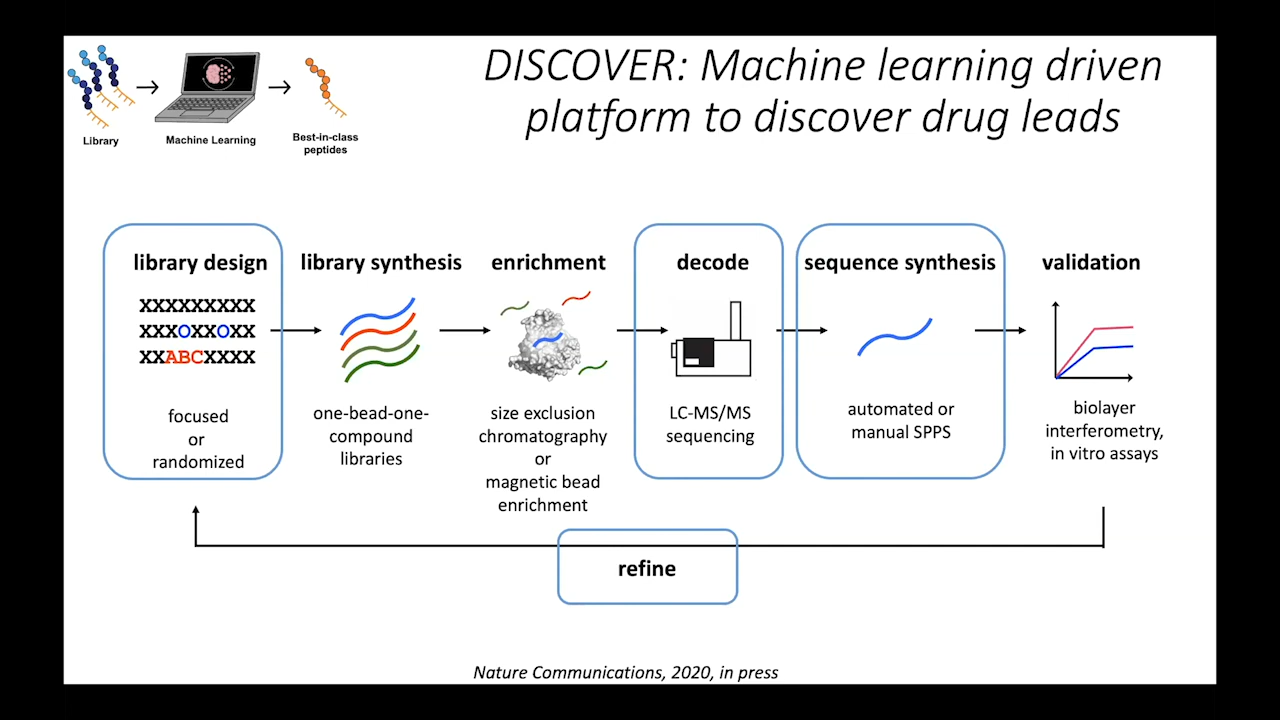 DISCOVER: Machine learning driven
platform to discover drug leads
Library
Machine Learning
Best-in-class
peptides
library design
XXXXXXXXX
XXXOXXOXX
XXABCXXXX
focused
or
randomized
library synthesis
one-bead-one-
compound
libraries
enrichment
size exclusion
chromatography
or
magnetic bead
enrichment
decode
LC-MS/MS
sequencing
sequence synthesis
automated or
manual SPPS
validation
biolayer
interferometry,
in vitro assays
refine
Nature Communications, 2020, in press